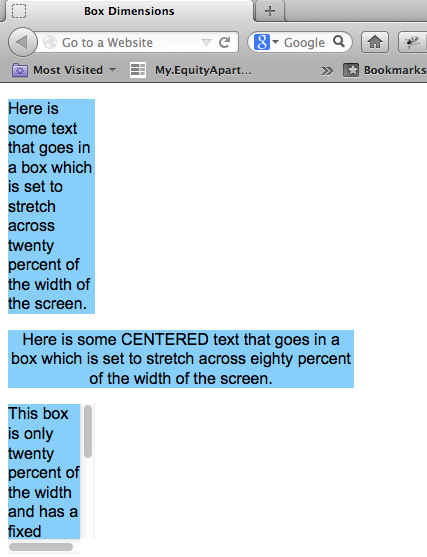 Box Dimensions
Go to a Website
Google
Most Visited
My.EquityApart...
Bookmarks
Here is
some text
that goes in
a box which
is set to
stretch
across
twenty
percent of
the width of
the screen.
Here is some CENTERED text that goes in a
box which is set to stretch across eighty percent
of the width of the screen.
This box
is only
twenty
percent of
the width
and has a
fixed